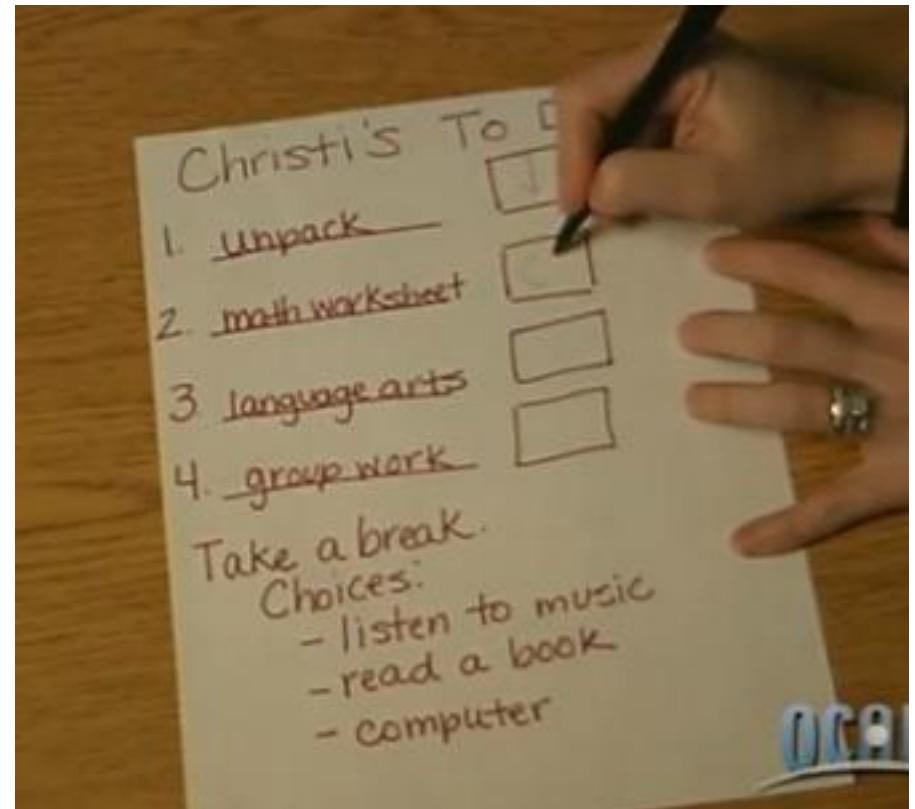 Christi's To D
1. unpack
2. math worksheet
3 language arts
4. group work
Take a break.
Choices:
- listen to music
- read a book
- computer
OCAL